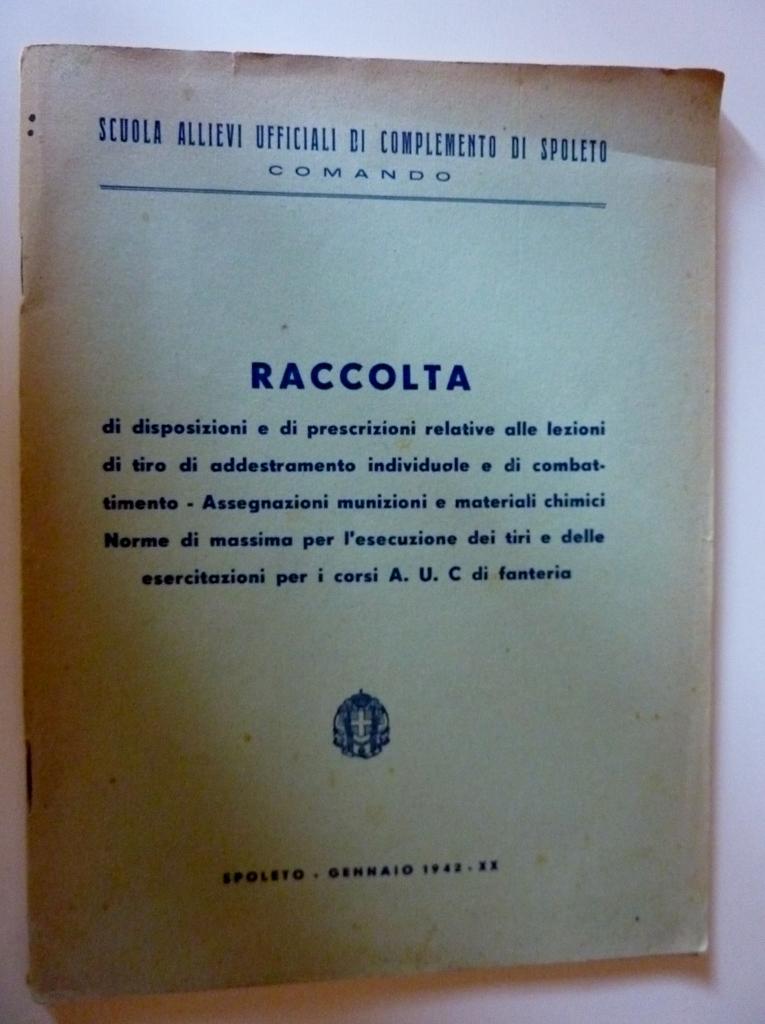 SCUOLA ALLIEVI UFFICIALI DI COMPLEMENTO DI SPOLETO
COMANDO
RACCOLTA
di disposizioni e di prescrizioni relative alle lezioni
di tiro di addestramento individuale e di combat-
timento - Assegnazioni munizioni e materiali chimici
Norme di massima per l'esecuzione dei tiri e delle
esercitazioni per i corsi A. U. C di fanteria
SPOLETO - GENNAIO 1942 - XX